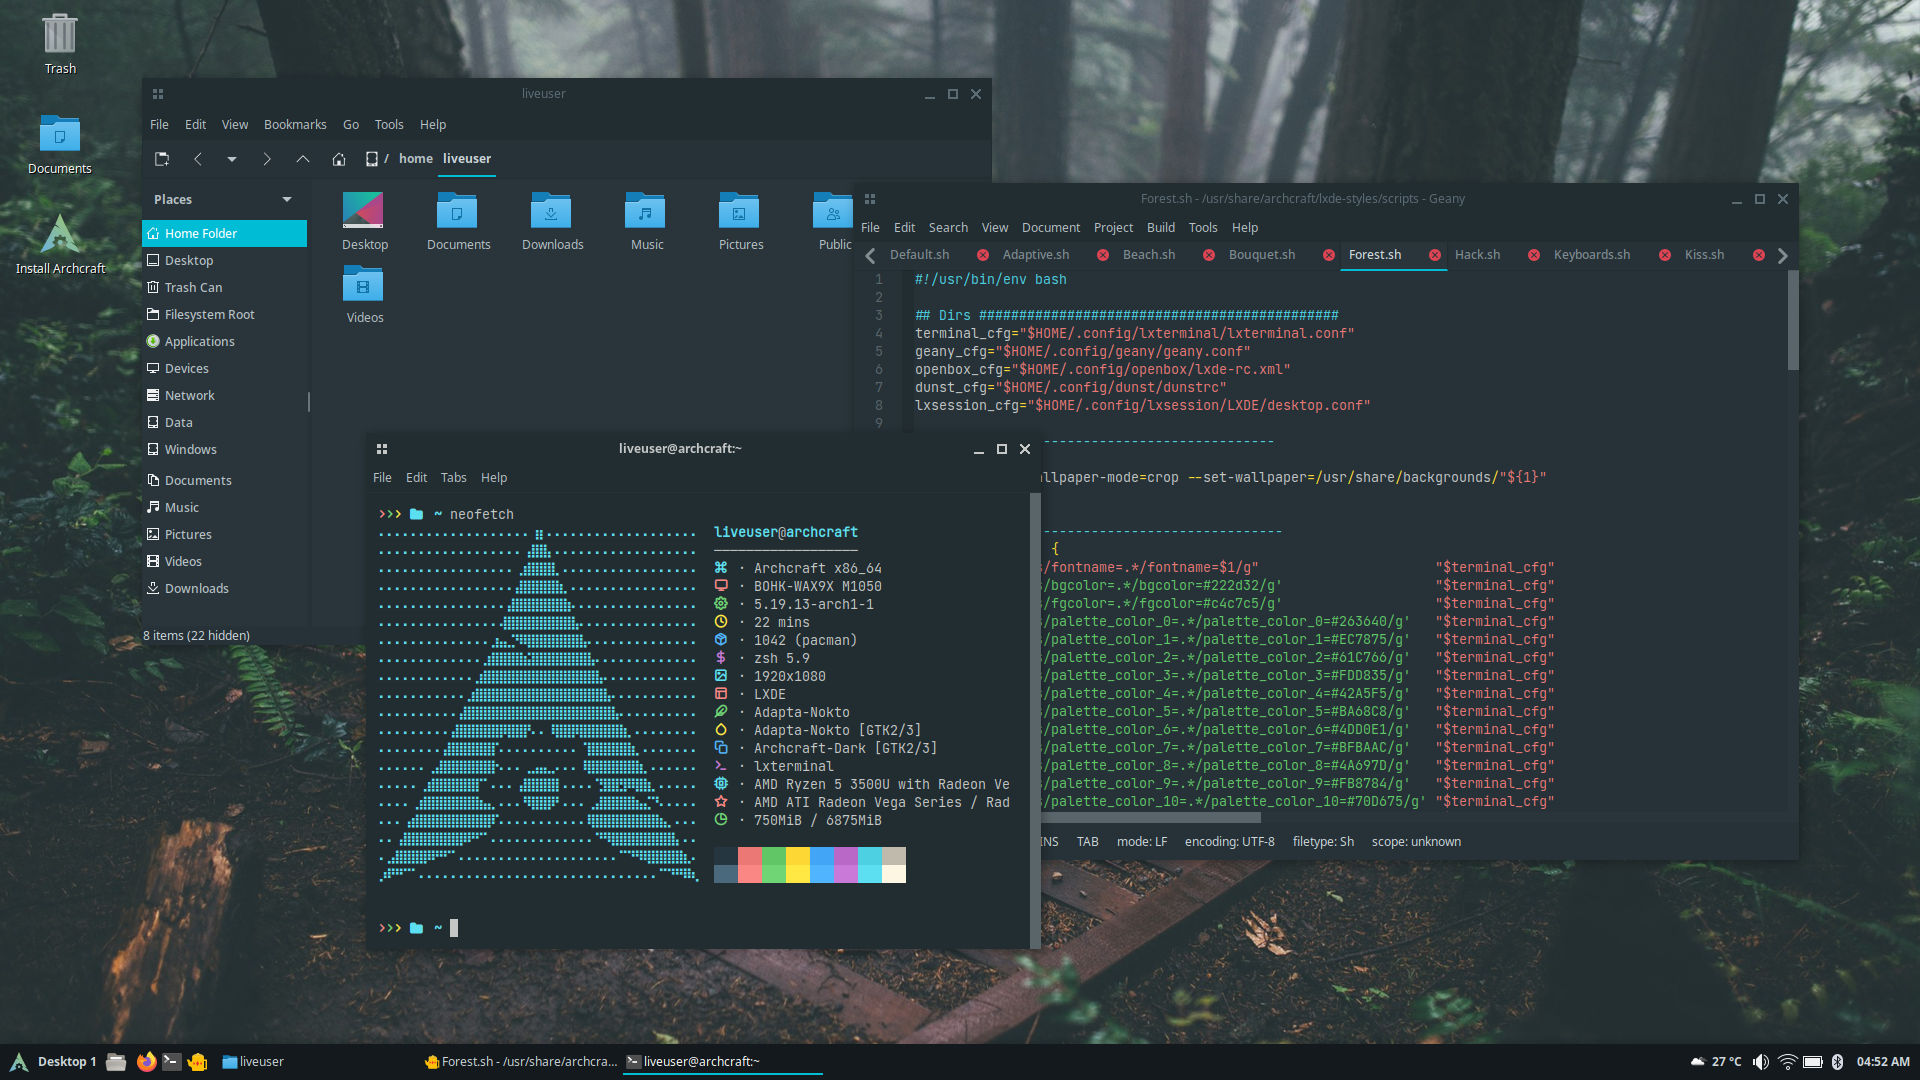 Trash
Documents
Install Archcraft
liveuser
File Edit View Bookmarks Go Tools Help
/ home liveuser
Places
Home Folder
Desktop
Trash Can
Filesystem Root
Applications
Devices
Network
Data
Windows
Documents
Music
Pictures
Videos
Downloads
Desktop Documents Downloads Music Pictures Public
Videos
8 items (22 hidden)
Forest.sh - /usr/share/archcraft/lxde-styles/scripts - Geany
File Edit Search View Document Project Build Tools Help
Default.sh Adaptive.sh Beach.sh Bouquet.sh Forest.sh Hack.sh Keyboards.sh Kiss.sh
1 #!/usr/bin/env bash
2
3 ## Dirs #############################################
4 terminal_cfg="$HOME/.config/lxterminal/lxterminal.conf"
5 geany_cfg="$HOME/.config/geany/geany.conf"
6 openbox_cfg="$HOME/.config/openbox/lxde-rc.xml"
7 dunst_cfg="$HOME/.config/dunst/dunstrc"
8 lxsession_cfg="$HOME/.config/lxsession/LXDE/desktop.conf"
9
-----------------------------
llpaper-mode=crop --set-wallpaper=/usr/share/backgrounds/"${1}"
------------------------------
{
/fontname=.*/fontname=$1/g" "$terminal_cfg"
/bgcolor=.*/bgcolor=#222d32/g' "$terminal_cfg"
/fgcolor=.*/fgcolor=#c4c7c5/g' "$terminal_cfg"
/palette_color_0=.*/palette_color_0=#263640/g' "$terminal_cfg"
/palette_color_1=.*/palette_color_1=#EC7875/g' "$terminal_cfg"
/palette_color_2=.*/palette_color_2=#61C766/g' "$terminal_cfg"
/palette_color_3=.*/palette_color_3=#FDD835/g' "$terminal_cfg"
/palette_color_4=.*/palette_color_4=#42A5F5/g' "$terminal_cfg"
/palette_color_5=.*/palette_color_5=#BA68C8/g' "$terminal_cfg"
/palette_color_6=.*/palette_color_6=#4DD0E1/g' "$terminal_cfg"
/palette_color_7=.*/palette_color_7=#BFBAAC/g' "$terminal_cfg"
/palette_color_8=.*/palette_color_8=#4A697D/g' "$terminal_cfg"
/palette_color_9=.*/palette_color_9=#FB8784/g' "$terminal_cfg"
/palette_color_10=.*/palette_color_10=#70D675/g' "$terminal_cfg"
INS TAB mode: LF encoding: UTF-8 filetype: Sh scope: unknown
liveuser@archcraft:~
File Edit Tabs Help
~ neofetch
liveuser@archcraft
Archcraft x86_64
BOHK-WAX9X M1050
5.19.13-arch1-1
22 mins
1042 (pacman)
zsh 5.9
1920x1080
LXDE
Adapta-Nokto
Adapta-Nokto [GTK2/3]
Archcraft-Dark [GTK2/3]
lxterminal
AMD Ryzen 5 3500U with Radeon Ve
AMD ATI Radeon Vega Series / Rad
750MiB / 6875MiB
~
Desktop 1 liveuser Forest.sh - /usr/share/archcra... liveuser@archcraft:~ 27 °C 04:52 AM